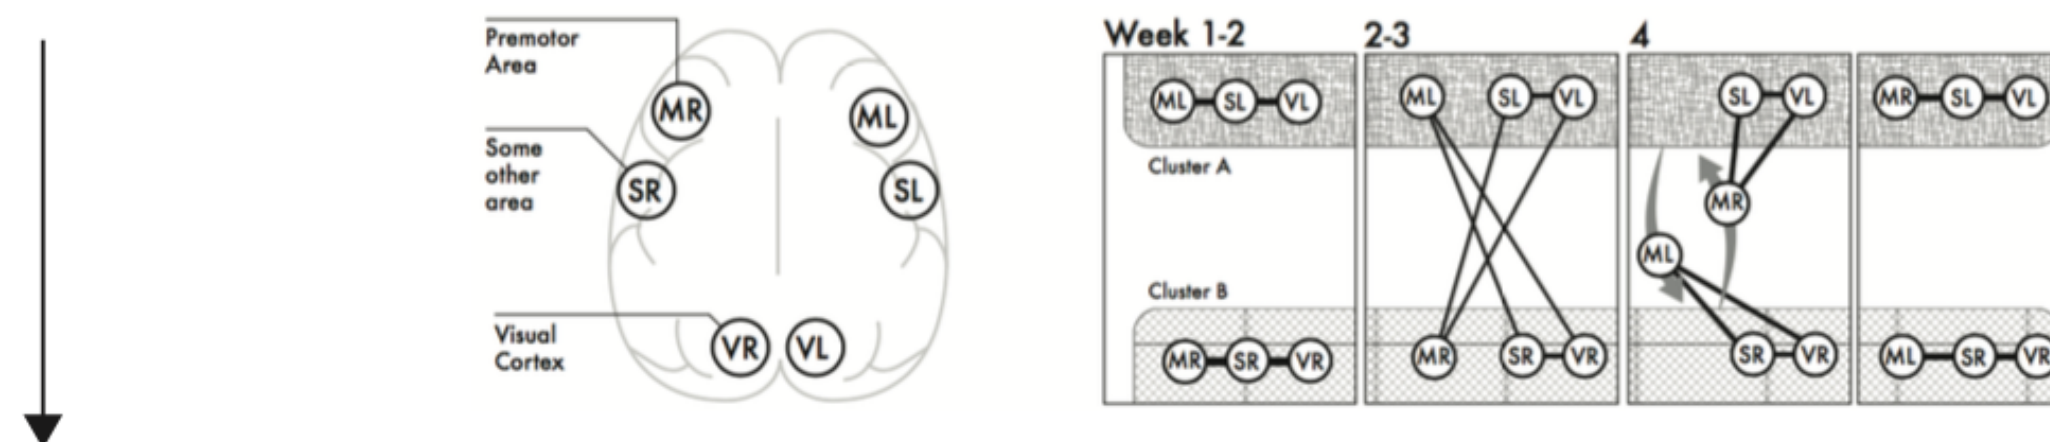 Premotor
Area
MR
ML
Some
other
area
SR
SL
Visual
Cortex
VR
VL
Week 1-2
2-3
4
ML SL VL
ML SL VL
SL VL
MR SL VL
Cluster A
MR
ML
Cluster B
MR SR VR
MR SR VR
SR VR
ML SR VR